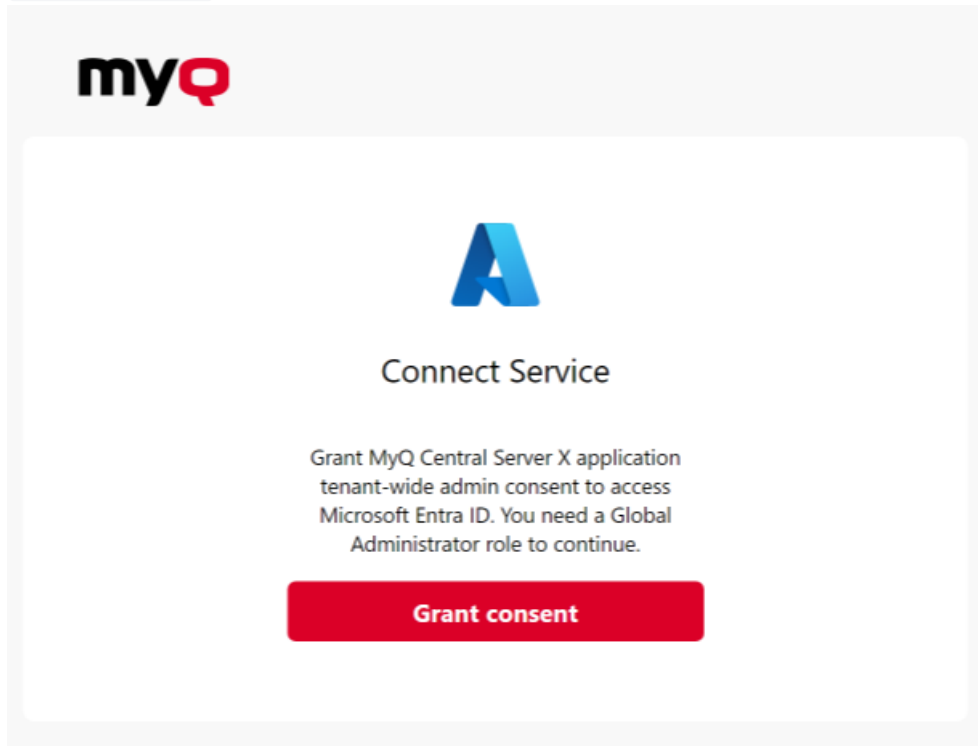 myQ
Connect Service
Grant MyQ Central Server X application
tenant-wide admin consent to access
Microsoft Entra ID. You need a Global
Administrator role to continue.
Grant consent